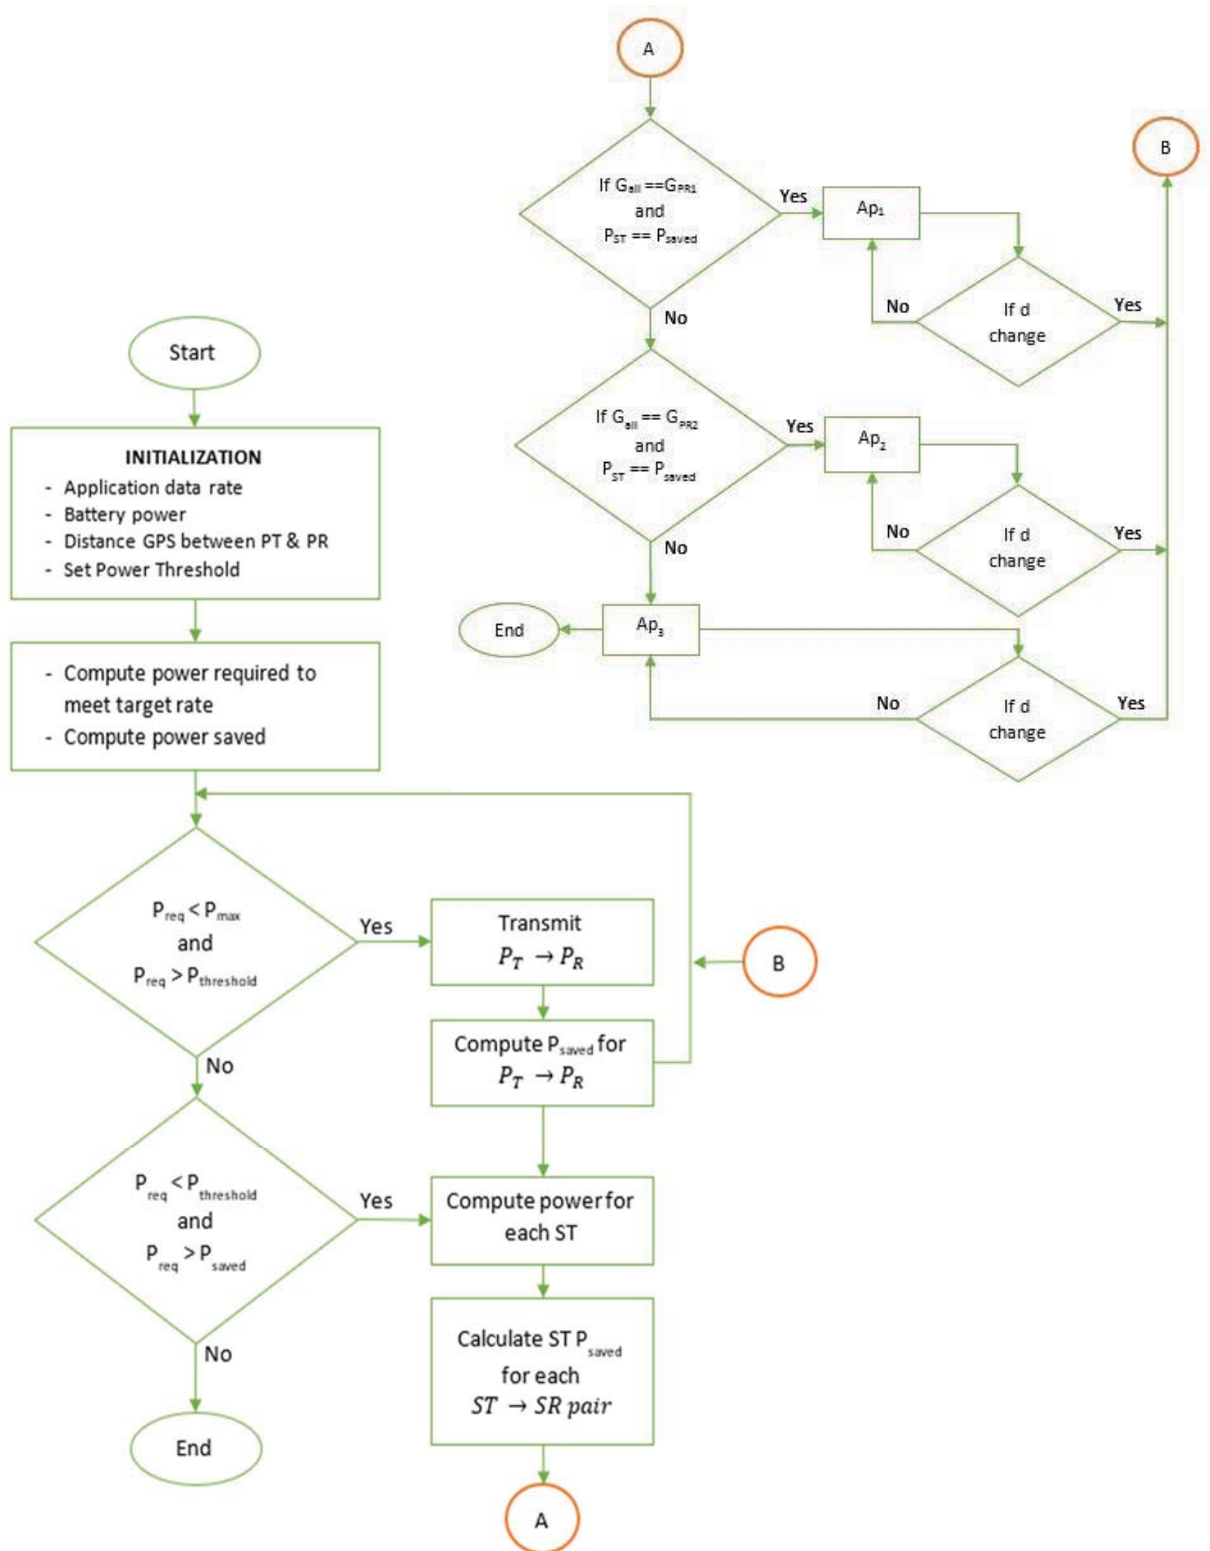 Start
INITIALIZATION
- Application data rate
- Battery power
- Distance GPS between PT & PR
- Set Power Threshold
- Compute power required to
meet target rate
- Compute power saved
P_req < P_max
and
P_req > P_threshold
Yes
No
Transmit
P_T → P_R
Compute P_saved for
P_T → P_R
B
P_req < P_threshold
and
P_req > P_saved
Yes
No
End
Compute power for
each ST
Calculate ST P_saved
for each
ST → SR pair
A
A
If G_all ==G_PR1
and
P_ST == P_saved
Yes
No
Ap₁
If d
change
No
Yes
B
If G_all == G_PR2
and
P_ST == P_saved
Yes
No
Ap₂
If d
change
No
Yes
Ap₃
End
If d
change
No
Yes